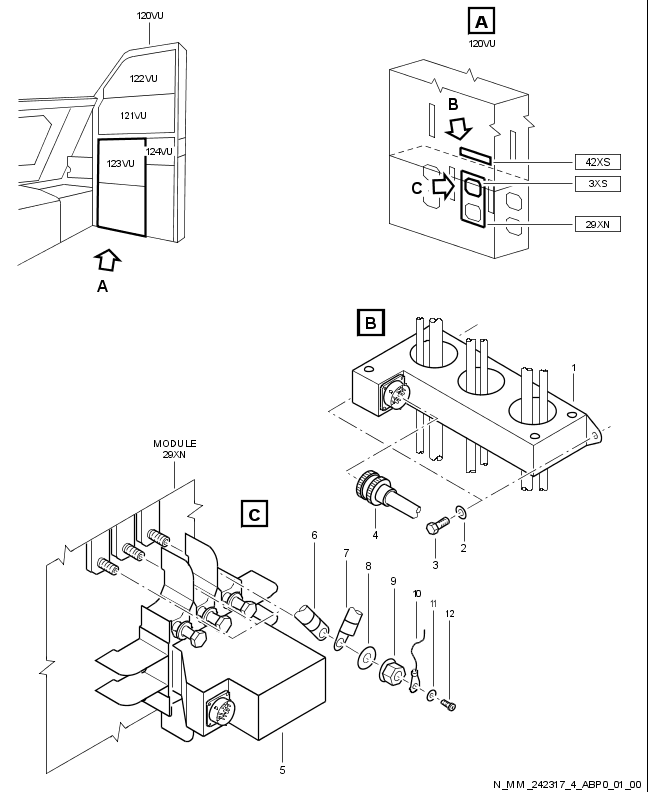 120VU
122VU
121VU
124VU
123VU
A
A
120VU
B
C
42XS
3XS
29XN
B
1
4
2
3
MODULE
29XN
C
6
7
8
9
10
11
12
5
N_MM_242317_4_ABP0_01_00